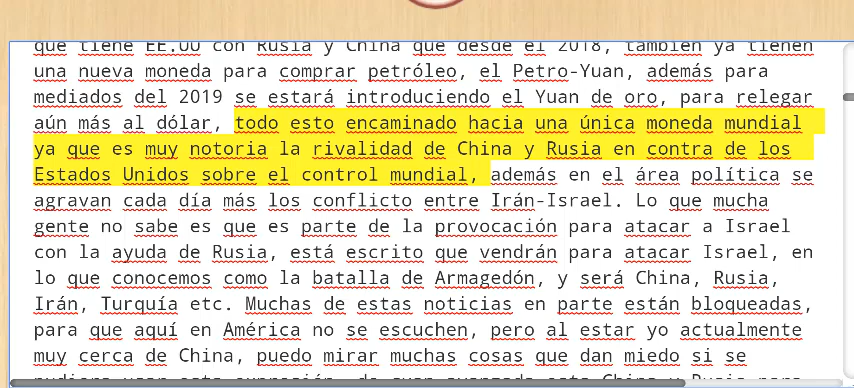 que tiene EE.UU con Rusia y China que desde el 2018, también ya tienen
una nueva moneda para comprar petróleo, el Petro-Yuan, además para
mediados del 2019 se estará introduciendo el Yuan de oro, para relegar
aún más al dólar, todo esto encaminado hacia una única moneda mundial
ya que es muy notoria la rivalidad de China y Rusia en contra de los
Estados Unidos sobre el control mundial, además en el área política se
agravan cada día más los conflicto entre Irán-Israel. Lo que mucha
gente no sabe es que es parte de la provocación para atacar a Israel
con la ayuda de Rusia, está escrito que vendrán para atacar Israel, en
lo que conocemos como la batalla de Armagedón, y será China, Rusia,
Irán, Turquía etc. Muchas de estas noticias en parte están bloqueadas,
para que aquí en América no se escuchen, pero al estar yo actualmente
muy cerca de China, puedo mirar muchas cosas que dan miedo si se